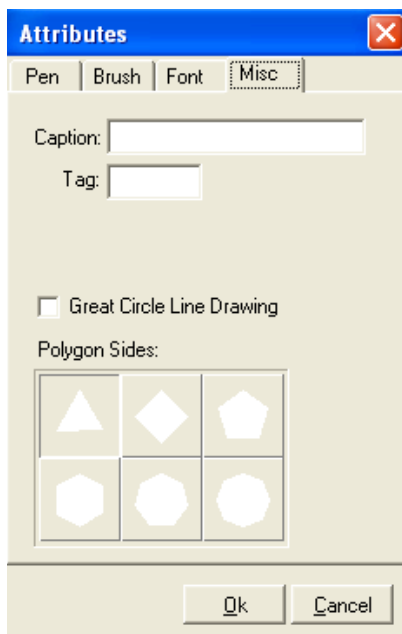 Attributes
Pen Brush Font Misc
Caption:
Tag:
Great Circle Line Drawing
Polygon Sides:
Ok Cancel